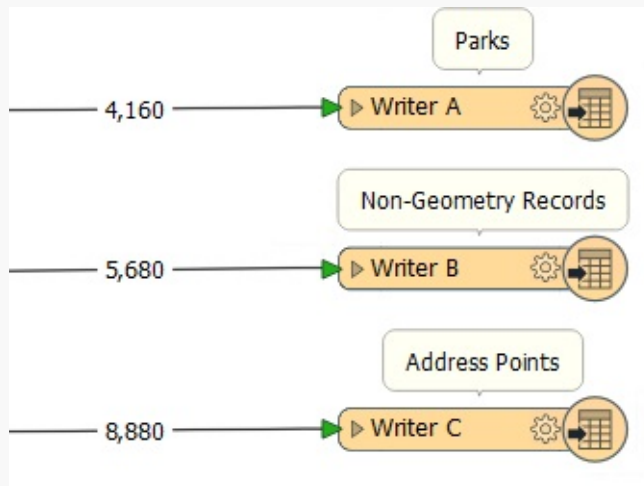 Parks
4,160
Writer A
Non-Geometry Records
5,680
Writer B
Address Points
8,880
Writer C